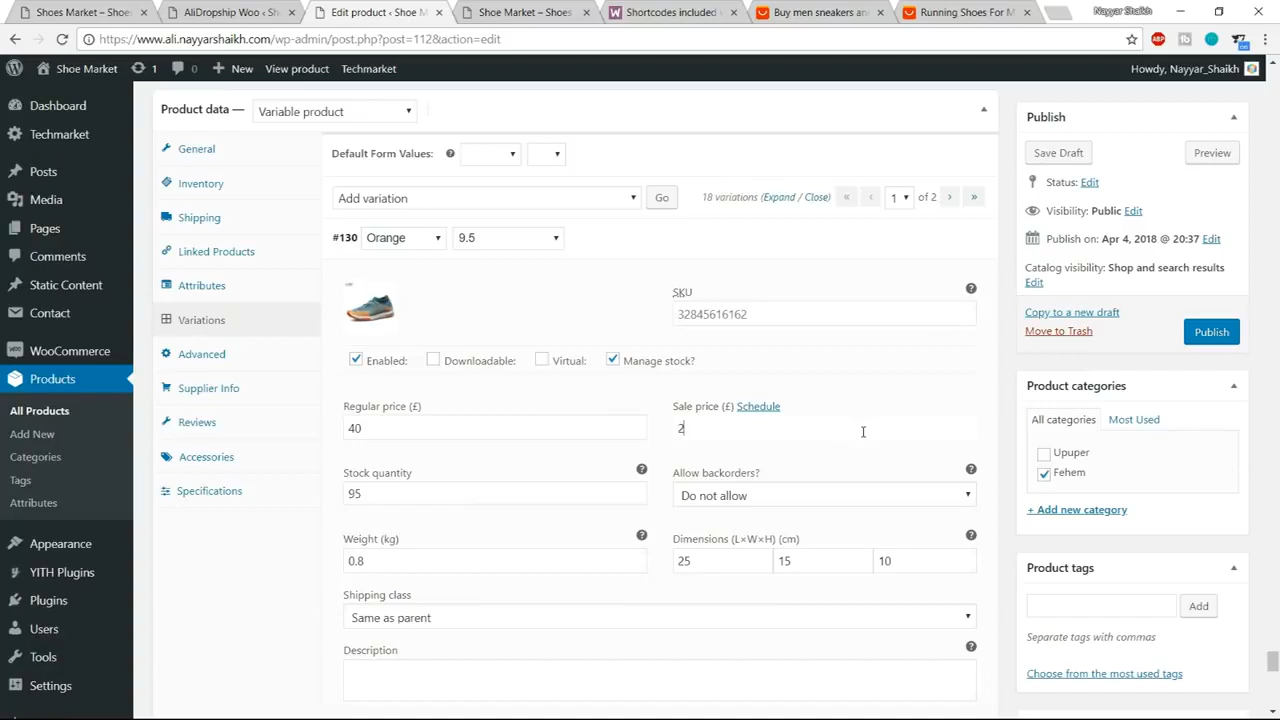 Shoes Market – Shoes
AliDropship Woo ‹ Sh
Edit product ‹ Shoe M
Shoe Market – Shoes
Shortcodes included v
Buy men sneakers an
Running Shoes For M
Nayyar Shaikh
https://www.ali.nayyarshaikh.com/wp-admin/post.php?post=112&action=edit
ABP
Shoe Market
1
0
New
View product
Techmarket
Howdy, Nayyar_Shaikh
Dashboard
Techmarket
Posts
Media
Pages
Comments
Static Content
Contact
WooCommerce
Products
All Products
Add New
Categories
Tags
Attributes
Appearance
YITH Plugins
Plugins
Users
Tools
Settings
Product data — Variable product
General
Inventory
Shipping
Linked Products
Attributes
Variations
Advanced
Supplier Info
Reviews
Accessories
Specifications
Default Form Values:
Add variation Go 18 variations (Expand / Close) « ‹ 1 of 2 › »
#130 Orange 9.5
SKU
32845616162
Enabled: Downloadable: Virtual: Manage stock?
Regular price (£) Sale price (£) Schedule
40 2
Stock quantity Allow backorders?
95 Do not allow
Weight (kg) Dimensions (L×W×H) (cm)
0.8 25 15 10
Shipping class
Same as parent
Description
Publish
Save Draft Preview
Status: Edit
Visibility: Public Edit
Publish on: Apr 4, 2018 @ 20:37 Edit
Catalog visibility: Shop and search results
Edit
Copy to a new draft
Move to Trash
Publish
Product categories
All categories Most Used
Upuper
Fehem
+ Add new category
Product tags
Add
Separate tags with commas
Choose from the most used tags